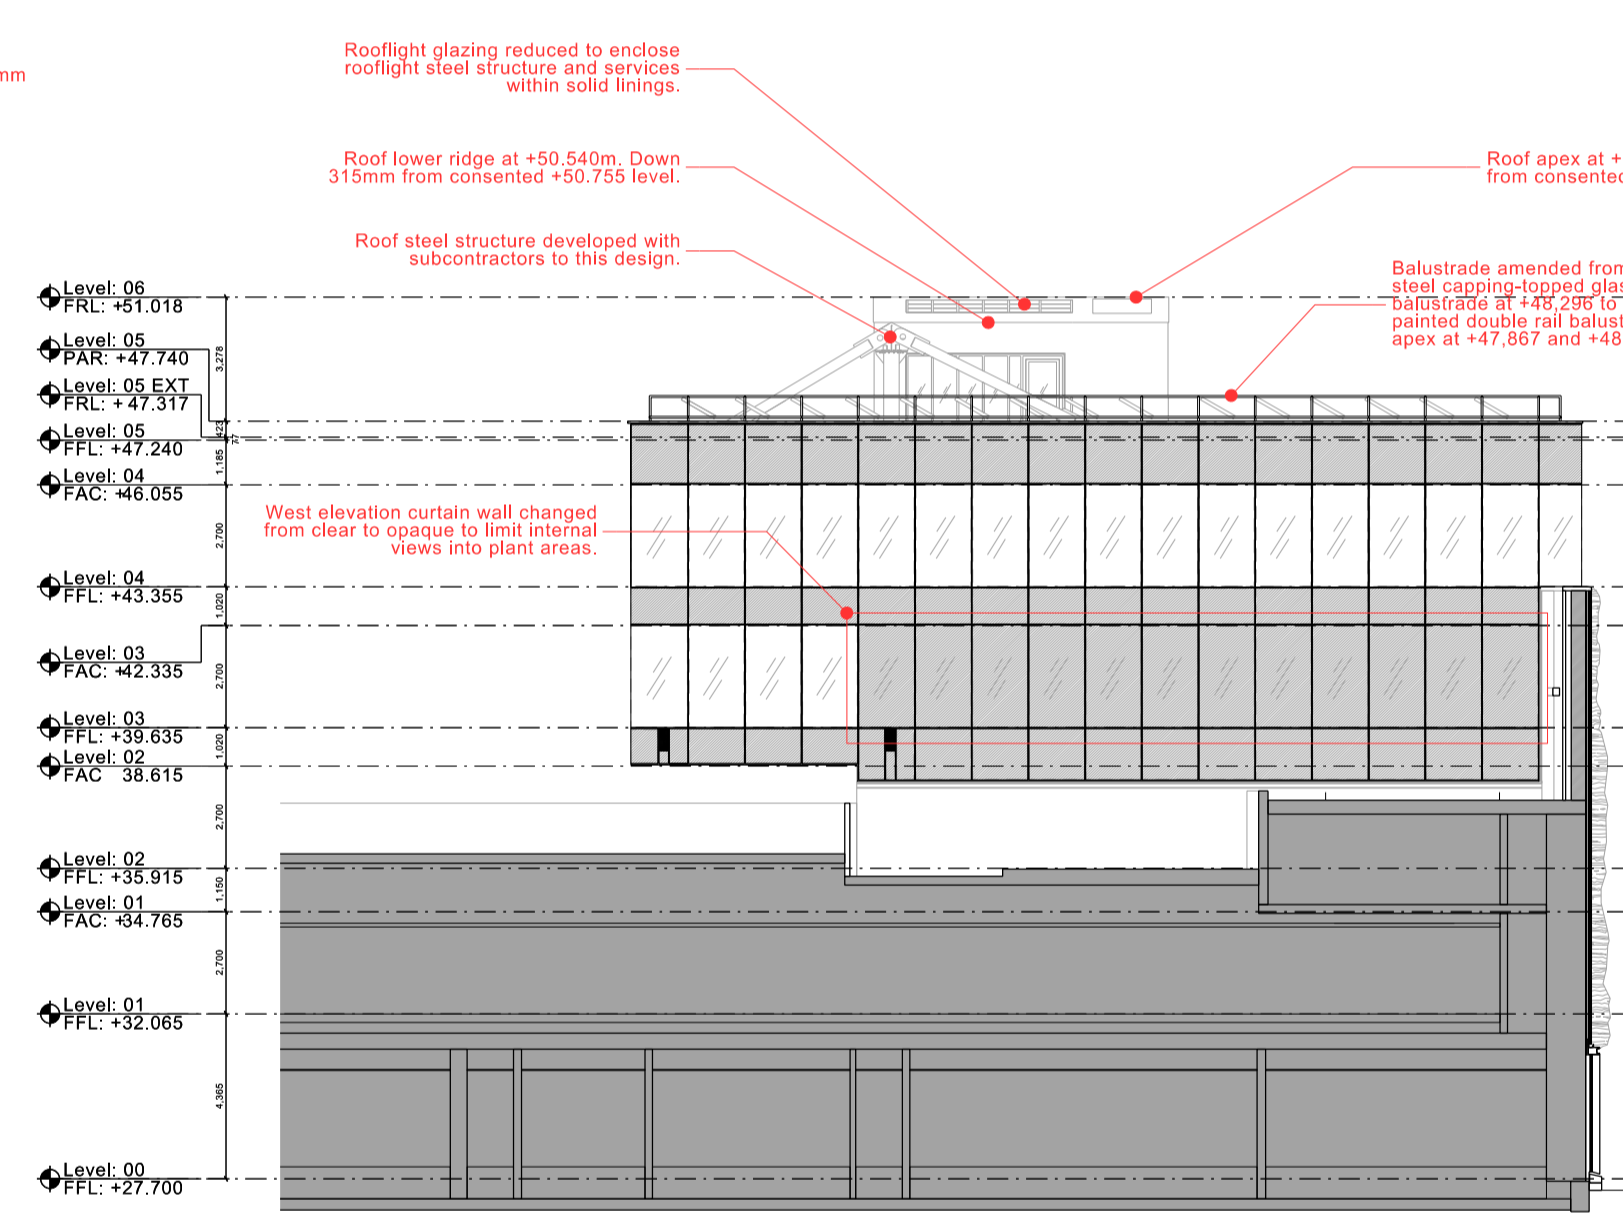 mm
Rooflight glazing reduced to enclose
rooflight steel structure and services
within solid linings.
Roof lower ridge at +50.540m. Down
315mm from consented +50.755 level.
Roof steel structure developed with
subcontractors to this design.
Roof apex at +
from consented
Balustrade amended from
steel capping-topped glas
balustrade at +48,296 to
painted double rail balust
apex at +47,867 and +48
West elevation curtain wall changed
from clear to opaque to limit internal
views into plant areas.
Level: 06
FRL: +51.018
Level: 05
PAR: +47.740
Level: 05 EXT
FRL: +47.317
Level: 05
FFL: +47.240
Level: 04
FAC: +46.055
Level: 04
FFL: +43.355
Level: 03
FAC: +42.335
Level: 03
FFL: +39.635
Level: 02
FAC 38.615
Level: 02
FFL: +35.915
Level: 01
FAC: +34.765
Level: 01
FFL: +32.065
Level: 00
FFL: +27.700
3,278
423
77
1,185
2,700
1,020
2,700
1,020
2,700
1,150
2,700
4,365